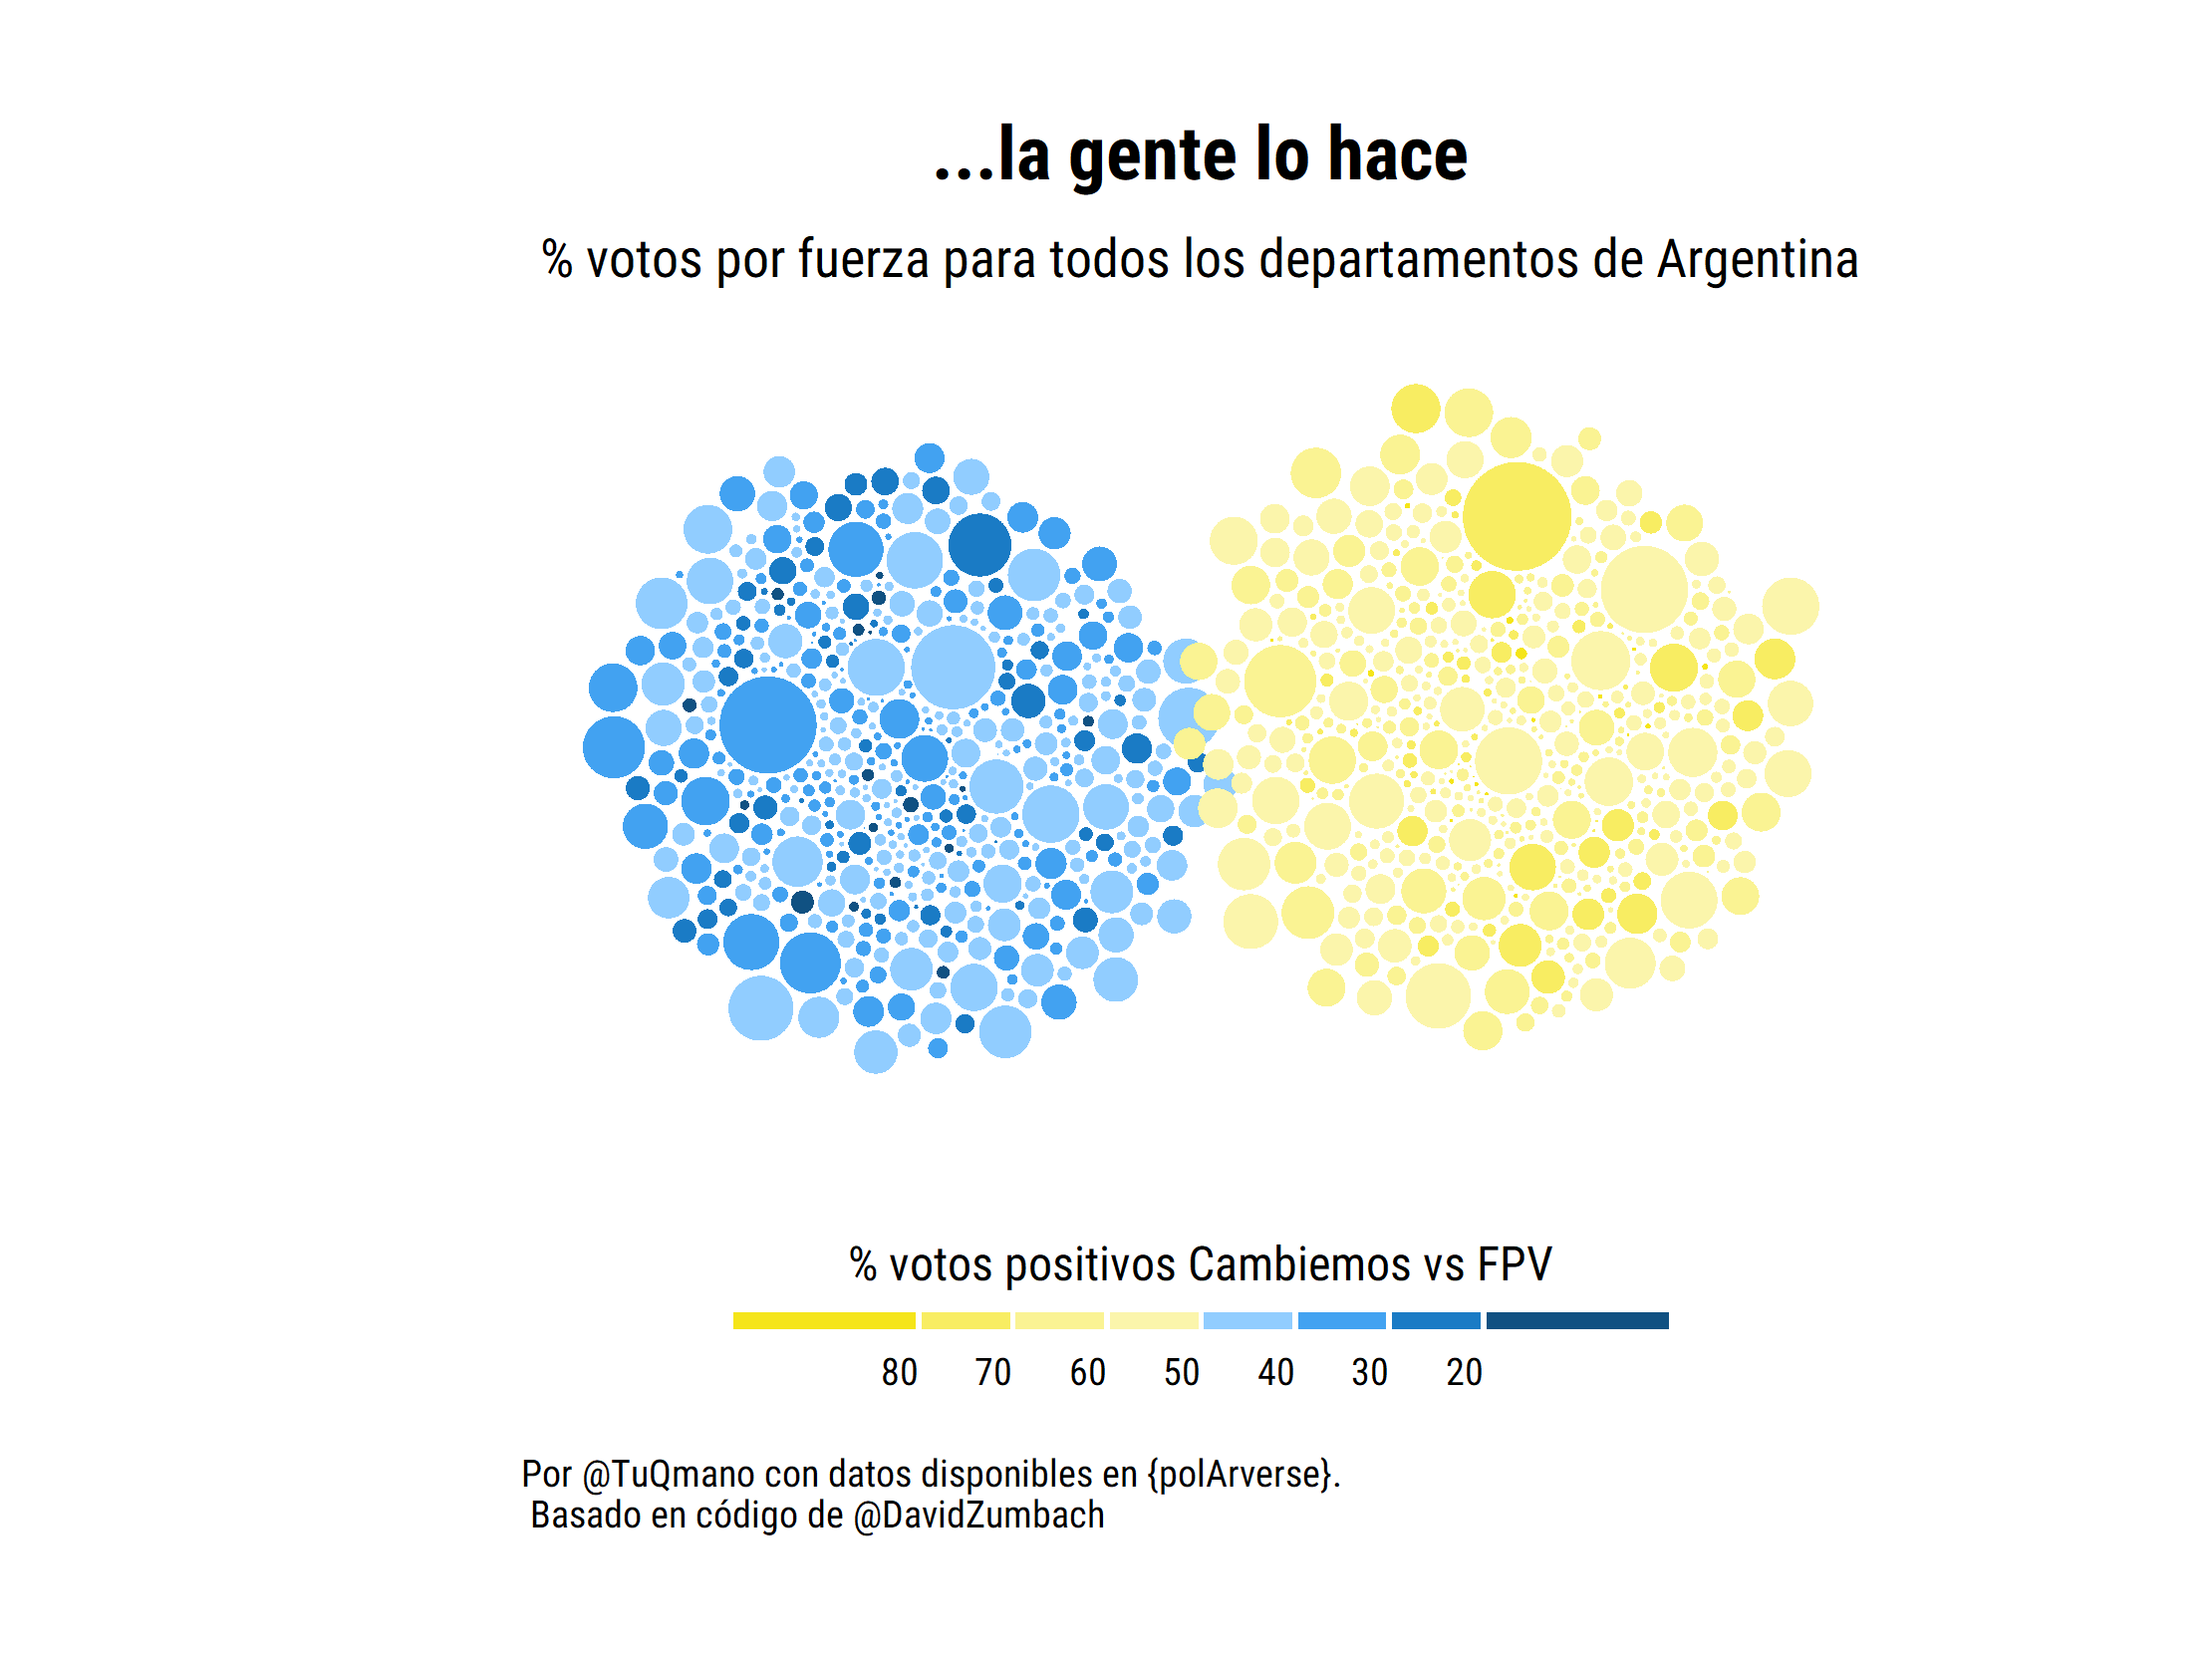 ...la gente lo hace
% votos por fuerza para todos los departamentos de Argentina
% votos positivos Cambiemos vs FPV
80 70 60 50 40 30 20
Por @TuQmano con datos disponibles en {polArverse}.
Basado en código de @DavidZumbach